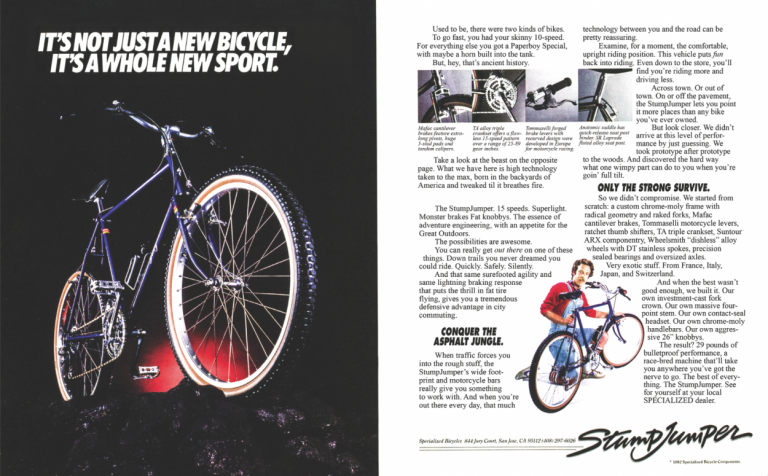 IT'S NOT JUST A NEW BICYCLE,
IT'S A WHOLE NEW SPORT.
Used to be, there were two kinds of bikes.
To go fast, you had your skinny 10-speed.
For everything else you got a Paperboy Special,
with maybe a horn built into the tank.
But, hey, that's ancient history.
Mafac cantilever
brakes feature extra-
long pivots, huge
5-stud pads and
tandem calipers.
TA alloy triple
crankset offers a flaw-
less 15-speed pattern
over a range of 25-89
gear inches.
Tommaselli forged
brake levers with
recurved design were
developed in Europe
for motorcycle racing.
Anatomic saddle has
quick-release seat post
binder. SR Laprade
fluted alloy seat post.
Take a look at the beast on the opposite
page. What we have here is high technology
taken to the max, born in the backyards of
America and tweaked til it breathes fire.
The StumpJumper. 15 speeds. Superlight.
Monster brakes Fat knobbys. The essence of
adventure engineering, with an appetite for the
Great Outdoors.
The possibilities are awesome.
You can really get out there on one of these
things. Down trails you never dreamed you
could ride. Quickly. Safely. Silently.
And that same surefooted agility and
same lightning braking response
that puts the thrill in fat tire
flying, gives you a tremendous
defensive advantage in city
commuting.
CONQUER THE
ASPHALT JUNGLE.
When traffic forces you
into the rough stuff, the
StumpJumper's wide foot-
print and motorcycle bars
really give you something
to work with. And when you're
out there every day, that much
technology between you and the road can be
pretty reassuring.
Examine, for a moment, the comfortable,
upright riding position. This vehicle puts fun
back into riding. Even down to the store, you'll
find you're riding more and
driving less.
Across town. Or out of
town. On or off the pavement,
the StumpJumper lets you point
it more places than any bike
you've ever owned.
But look closer. We didn't
arrive at this level of perfor-
mance by just guessing. We
took prototype after prototype
to the woods. And discovered the hard way
what one wimpy part can do to you when you're
goin' full tilt.
ONLY THE STRONG SURVIVE.
So we didn't compromise. We started from
scratch: a custom chrome-moly frame with
radical geometry and raked forks, Mafac
cantilever brakes, Tommaselli motorcycle levers,
ratchet thumb shifters, TA triple crankset, Suntour
ARX componentry, Wheelsmith "dishless" alloy
wheels with DT stainless spokes, precision
sealed bearings and oversized axles.
Very exotic stuff. From France, Italy,
Japan, and Switzerland.
And when the best wasn't
good enough, we built it. Our
own investment-cast fork
crown. Our own massive four-
point stem. Our own contact-seal
headset. Our own chrome-moly
handlebars. Our own aggres-
sive 26" knobbys.
The result? 29 pounds of
bulletproof performance, a
race-bred machine that'll take
you anywhere you've got the
nerve to go. The best of every-
thing. The StumpJumper. See
for yourself at your local
SPECIALIZED dealer.
Specialized Bicycles 844 Jury Court, San Jose, CA 95112 (408) 297-6026
StumpJumper
© 1982 Specialized Bicycle Components